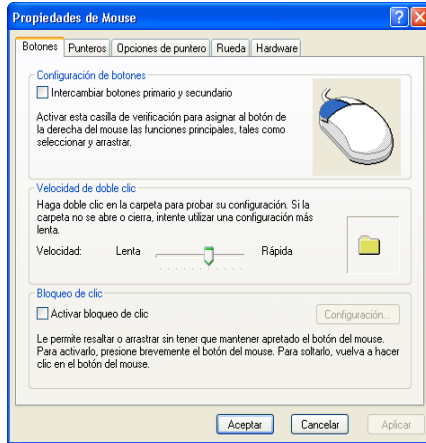 Propiedades de Mouse
Botones Punteros Opciones de puntero Rueda Hardware
Configuración de botones
Intercambiar botones primario y secundario
Activar esta casilla de verificación para asignar al botón de
la derecha del mouse las funciones principales, tales como
seleccionar y arrastrar.
Velocidad de doble clic
Haga doble clic en la carpeta para probar su configuración. Si la
carpeta no se abre o cierra, intente utilizar una configuración más
lenta.
Velocidad: Lenta Rápida
Bloqueo de clic
Activar bloqueo de clic
Configuración...
Le permite resaltar o arrastrar sin tener que mantener apretado el botón del mouse.
Para activarlo, presione brevemente el botón del mouse. Para soltarlo, vuelva a hacer
clic en el botón del mouse.
Aceptar Cancelar Aplicar